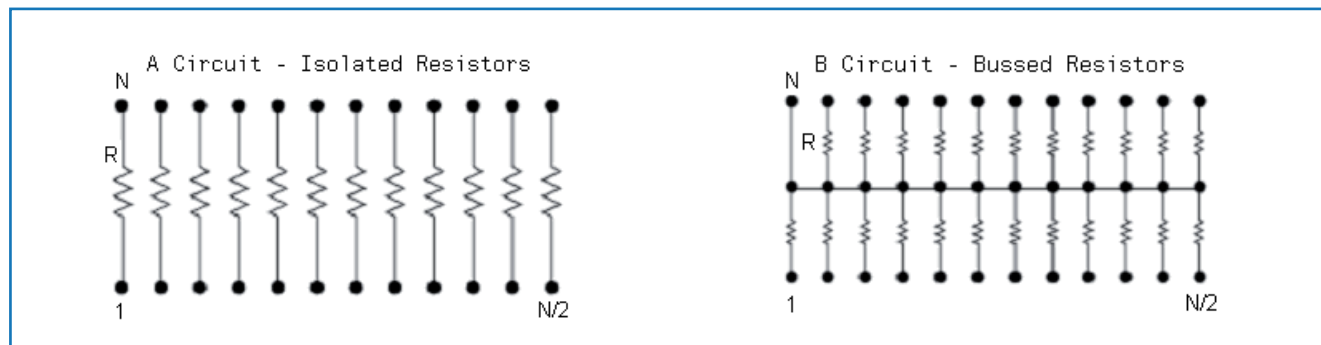 A Circuit - Isolated Resistors
N
R
1
N/2
B Circuit - Bussed Resistors
N
R
1
N/2